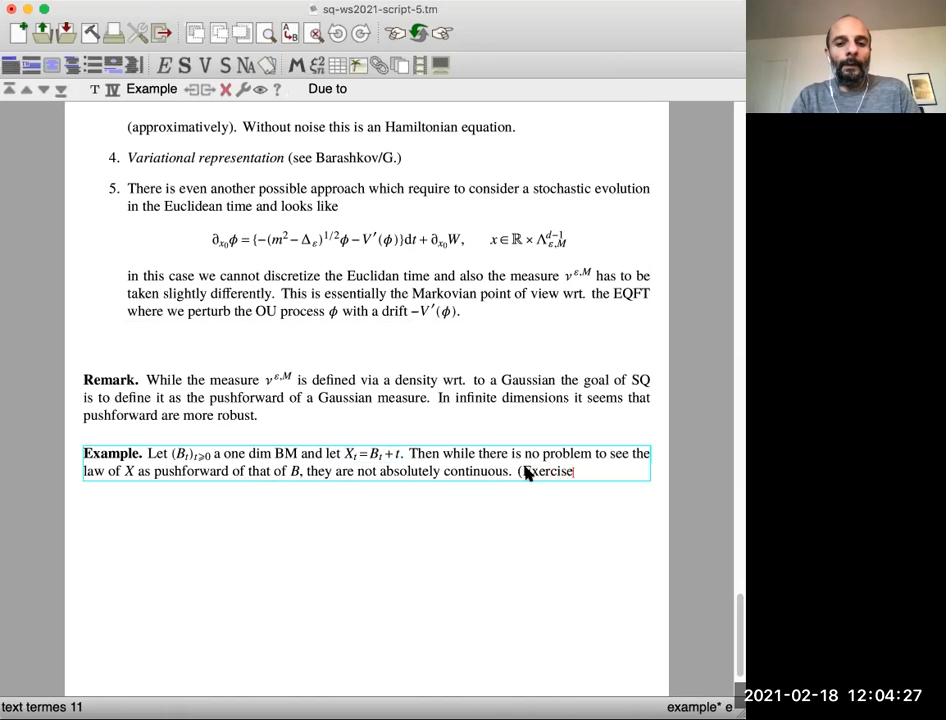 sq-ws2021-script-5.tm
E S V S NA
T IV Example ? Due to
(approximatively). Without noise this is an Hamiltonian equation.
4. Variational representation (see Barashkov/G.)
5. There is even another possible approach which require to consider a stochastic evolution
in the Euclidean time and looks like
∂ₓ₀ϕ = {−(m² − Δ_ε)^{1/2}ϕ − V′(ϕ)}dt + ∂ₓ₀W, x ∈ ℝ × Λ_{ε,M}^{d−1}
in this case we cannot discretize the Euclidan time and also the measure ν^{ε,M} has to be
taken slightly differently. This is essentially the Markovian point of view wrt. the EQFT
where we perturb the OU process ϕ with a drift −V′(ϕ).
Remark. While the measure ν^{ε,M} is defined via a density wrt. to a Gaussian the goal of SQ
is to define it as the pushforward of a Gaussian measure. In infinite dimensions it seems that
pushforward are more robust.
Example. Let (B_t)_{t⩾0} a one dim BM and let X_t = B_t + t. Then while there is no problem to see the
law of X as pushforward of that of B, they are not absolutely continuous. (Exercise
text termes 11 example* e
2021-02-18 12:04:27